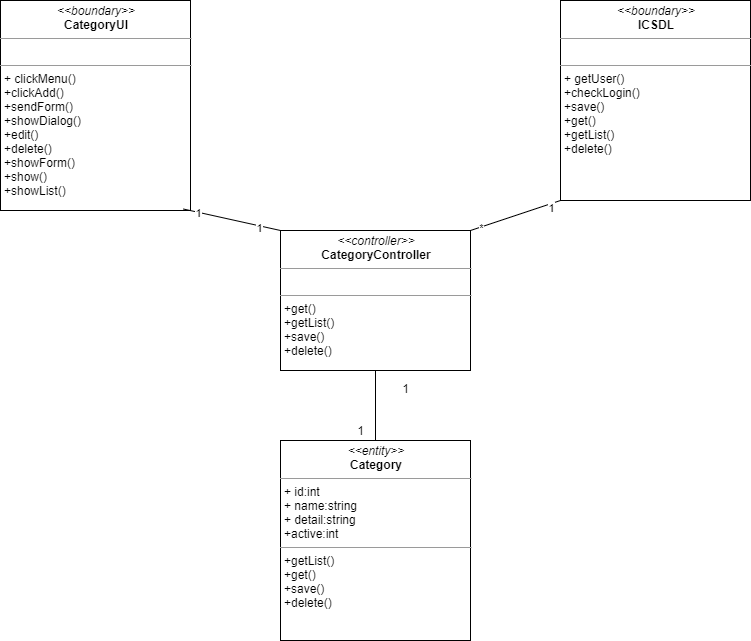 <<boundary>>
CategoryUI
+ clickMenu()
+clickAdd()
+sendForm()
+showDialog()
+edit()
+delete()
+showForm()
+show()
+showList()
<<boundary>>
ICSDL
+ getUser()
+checkLogin()
+save()
+get()
+getList()
+delete()
1
1
*
1
<<controller>>
CategoryController
+get()
+getList()
+save()
+delete()
1
1
<<entity>>
Category
+ id:int
+ name:string
+ detail:string
+active:int
+getList()
+get()
+save()
+delete()